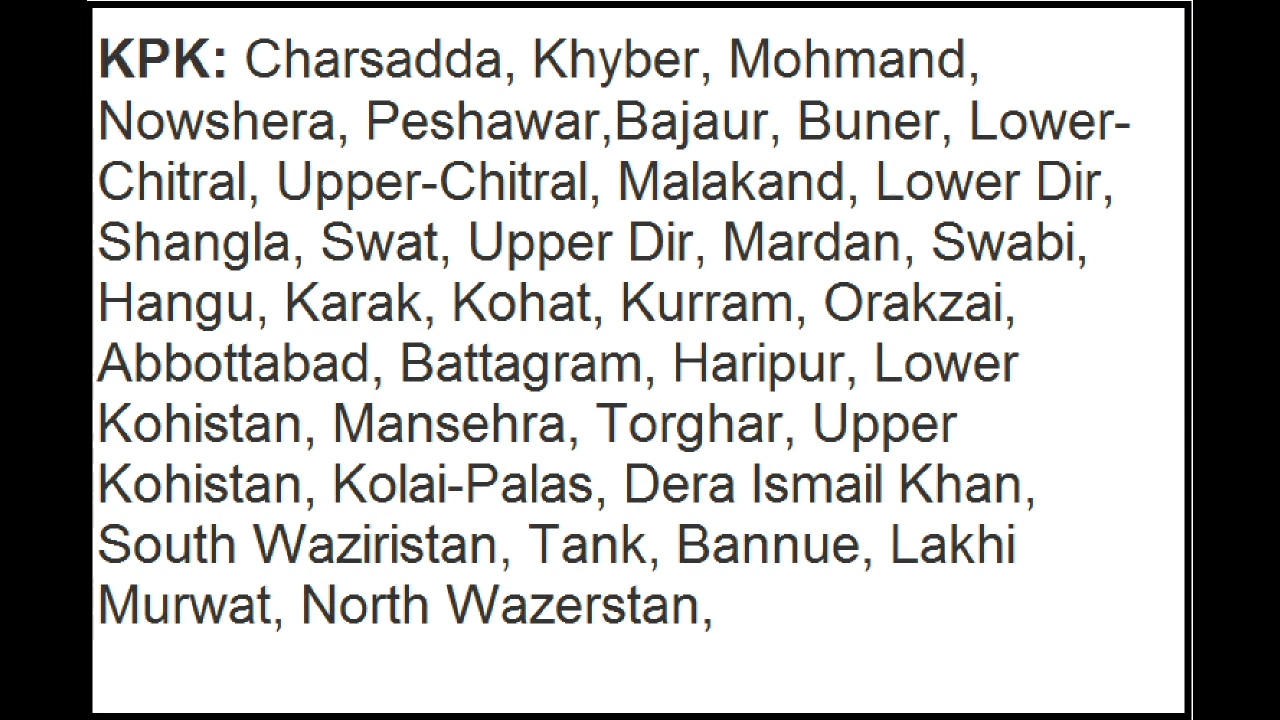 KPK: Charsadda, Khyber, Mohmand,
Nowshera, Peshawar,Bajaur, Buner, Lower-
Chitral, Upper-Chitral, Malakand, Lower Dir,
Shangla, Swat, Upper Dir, Mardan, Swabi,
Hangu, Karak, Kohat, Kurram, Orakzai,
Abbottabad, Battagram, Haripur, Lower
Kohistan, Mansehra, Torghar, Upper
Kohistan, Kolai-Palas, Dera Ismail Khan,
South Waziristan, Tank, Bannue, Lakhi
Murwat, North Wazerstan,